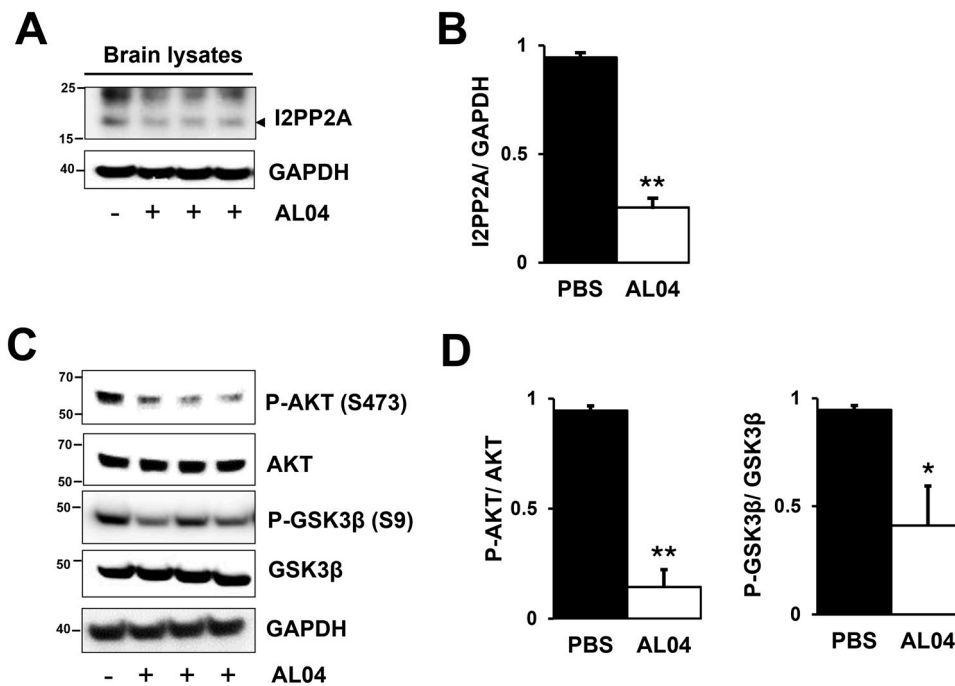 A
Brain lysates
25
I2PP2A
15
40
GAPDH
- + + + AL04
B
I2PP2A/ GAPDH
1
0.5
0
**
PBS AL04
C
70
P-AKT (S473)
50
70
AKT
50
50
P-GSK3β (S9)
50
GSK3β
40
GAPDH
- + + + AL04
D
P-AKT/ AKT
1
0.5
0
**
PBS AL04
P-GSK3β/ GSK3β
1
0.5
0
*
PBS AL04